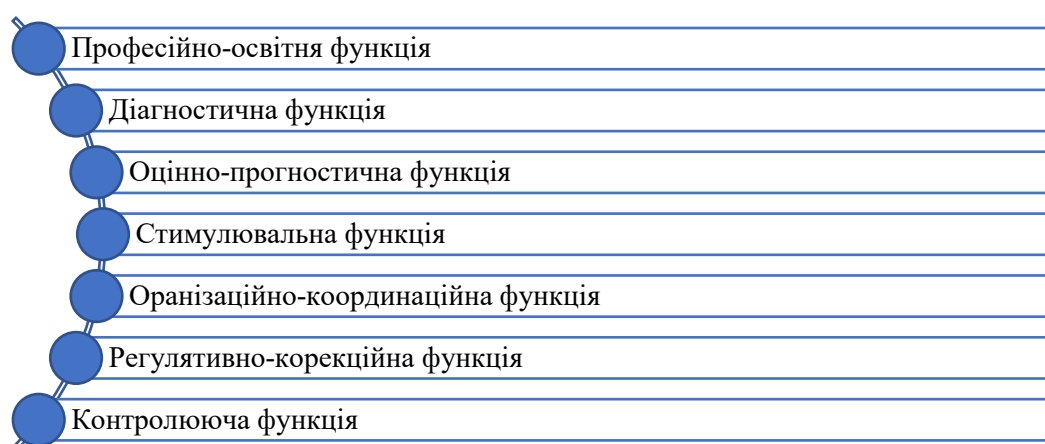 Професійно-освітня функція
Діагностична функція
Оцінно-прогностична функція
Стимулювальна функція
Оранізаційно-координаційна функція
Регулятивно-корекційна функція
Контролююча функція